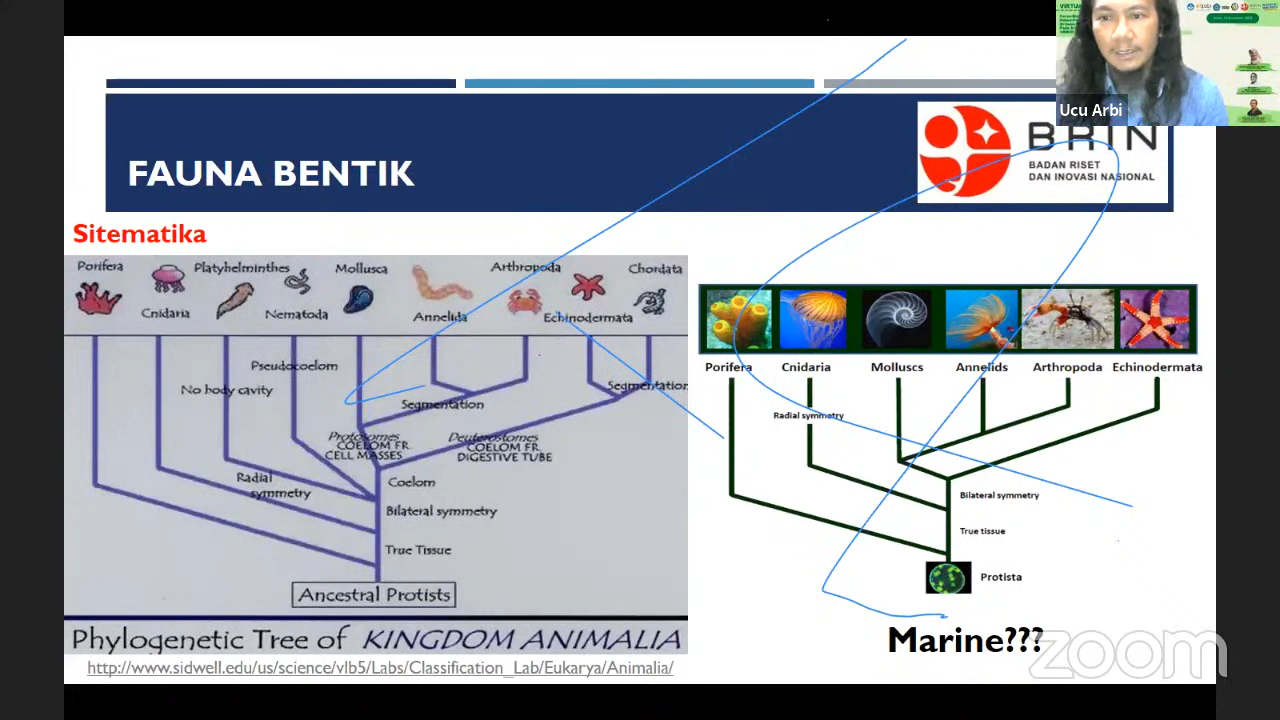 VIRTU
Ucu Arbi
BRIN
BADAN RISET
DAN INOVASI NASIONAL
FAUNA BENTIK
Sitematika
Porifera
Platyhelminthes
Mollusca
Arthropoda
Chordata
Cnidaria
Nematoda
Annelida
Echinodermata
Pseudocoelom
No body cavity
Segmentation
Segmentation
Protosomes
COELOM FR.
CELL MASSES
Deuterostomes
COELOM FR.
DIGESTIVE TUBE
Radial
symmetry
Coelom
Bilateral symmetry
True Tissue
Ancestral Protists
Phylogenetic Tree of KINGDOM ANIMALIA
http://www.sidwell.edu/us/science/vlb5/Labs/Classification_Lab/Eukarya/Animalia/
Porifera
Cnidaria
Molluscs
Annelids
Arthropoda
Echinodermata
Radial symmetry
Bilateral symmetry
True tissue
Protista
Marine???
zoom